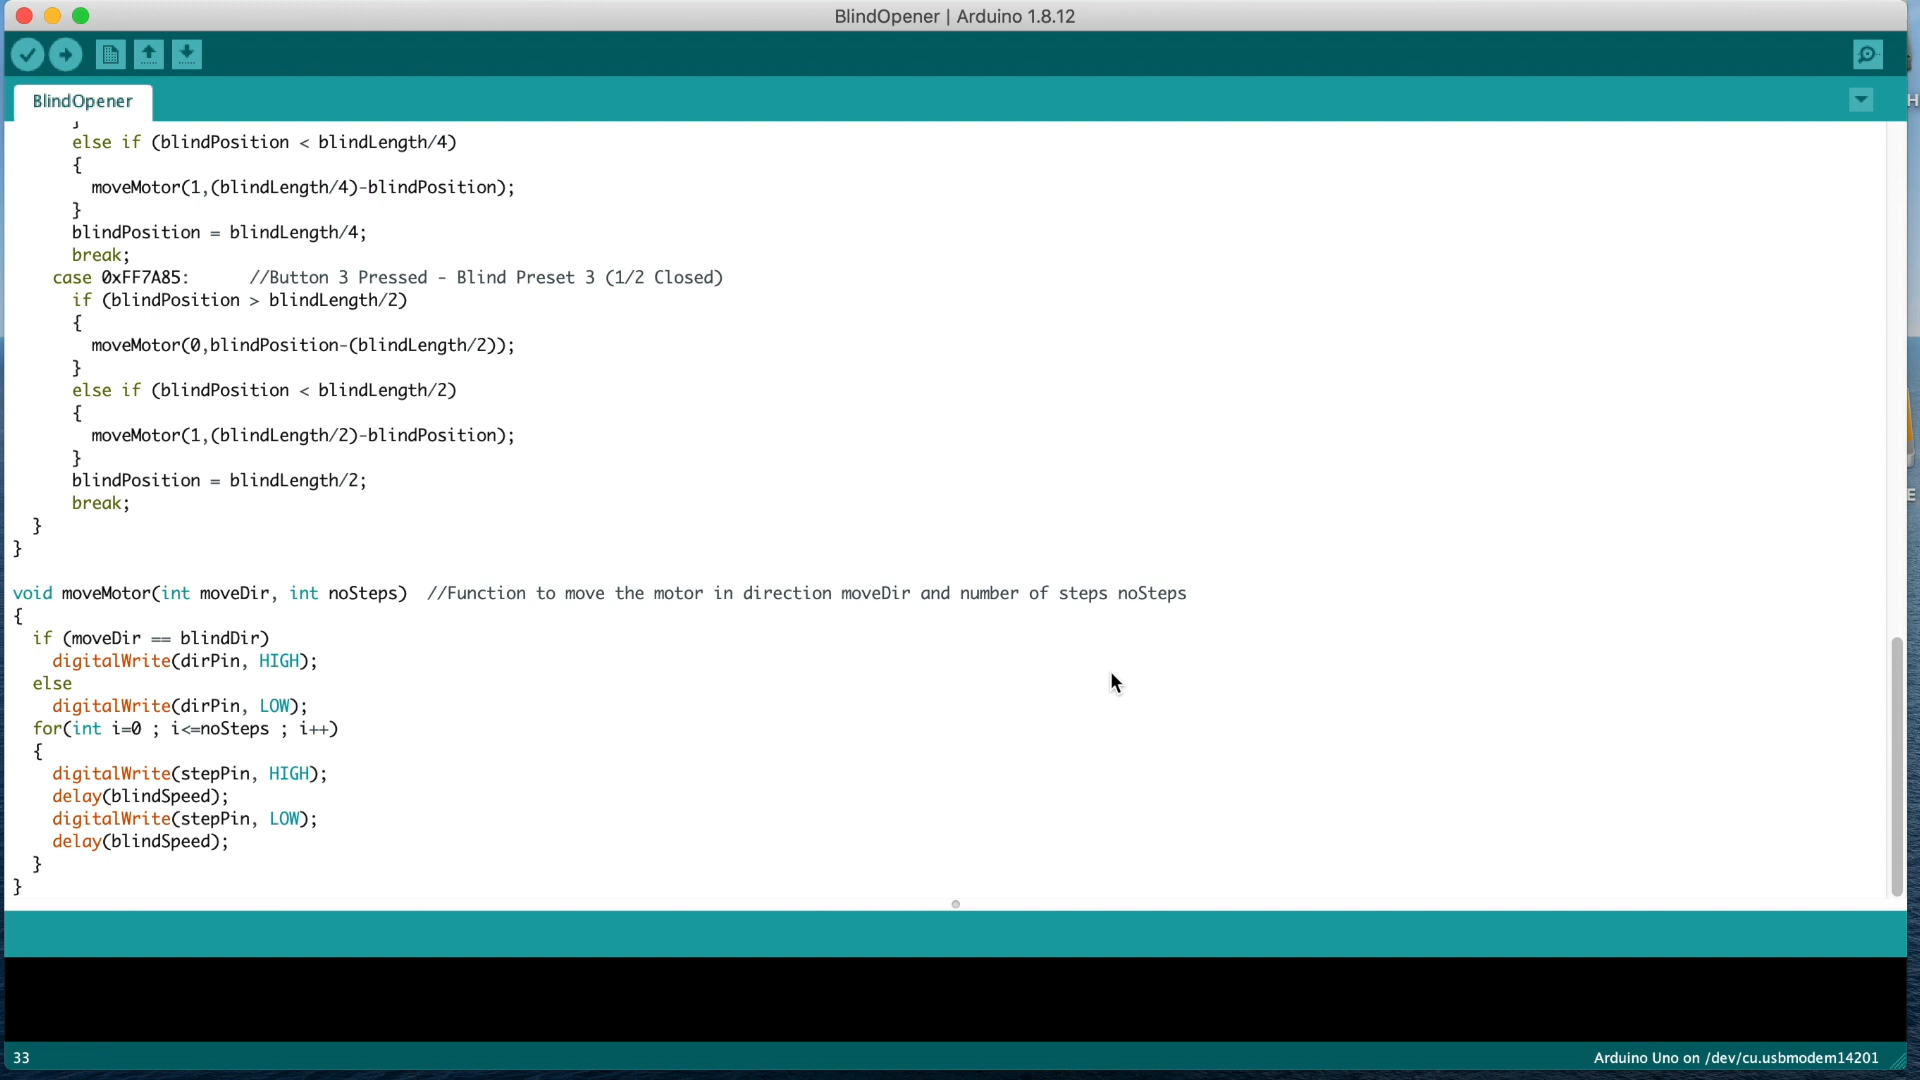 BlindOpener | Arduino 1.8.12
BlindOpener
}
else if (blindPosition < blindLength/4)
{
moveMotor(1,(blindLength/4)-blindPosition);
}
blindPosition = blindLength/4;
break;
case 0xFF7A85:      //Button 3 Pressed - Blind Preset 3 (1/2 Closed)
if (blindPosition > blindLength/2)
{
moveMotor(0,blindPosition-(blindLength/2));
}
else if (blindPosition < blindLength/2)
{
moveMotor(1,(blindLength/2)-blindPosition);
}
blindPosition = blindLength/2;
break;
}
}
void moveMotor(int moveDir, int noSteps)  //Function to move the motor in direction moveDir and number of steps noSteps
{
if (moveDir == blindDir)
digitalWrite(dirPin, HIGH);
else
digitalWrite(dirPin, LOW);
for(int i=0 ; i<=noSteps ; i++)
{
digitalWrite(stepPin, HIGH);
delay(blindSpeed);
digitalWrite(stepPin, LOW);
delay(blindSpeed);
}
}
33
Arduino Uno on /dev/cu.usbmodem14201
H
E